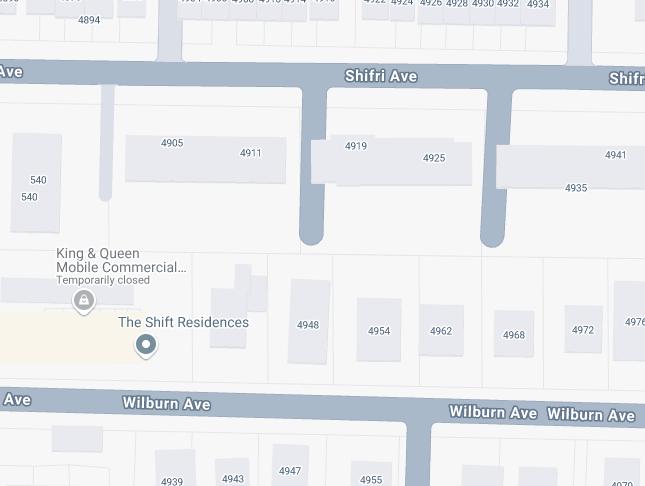 4894
4922
4924
4926
4928
4930
4932
4934
Ave
Shifri Ave
Shifr
4905
4911
4919
4925
4941
4935
540
540
King & Queen
Mobile Commercial...
Temporarily closed
The Shift Residences
4948
4954
4962
4968
4972
4976
Ave
Wilburn Ave
Wilburn Ave
Wilburn Ave
4939
4943
4947
4955
4979